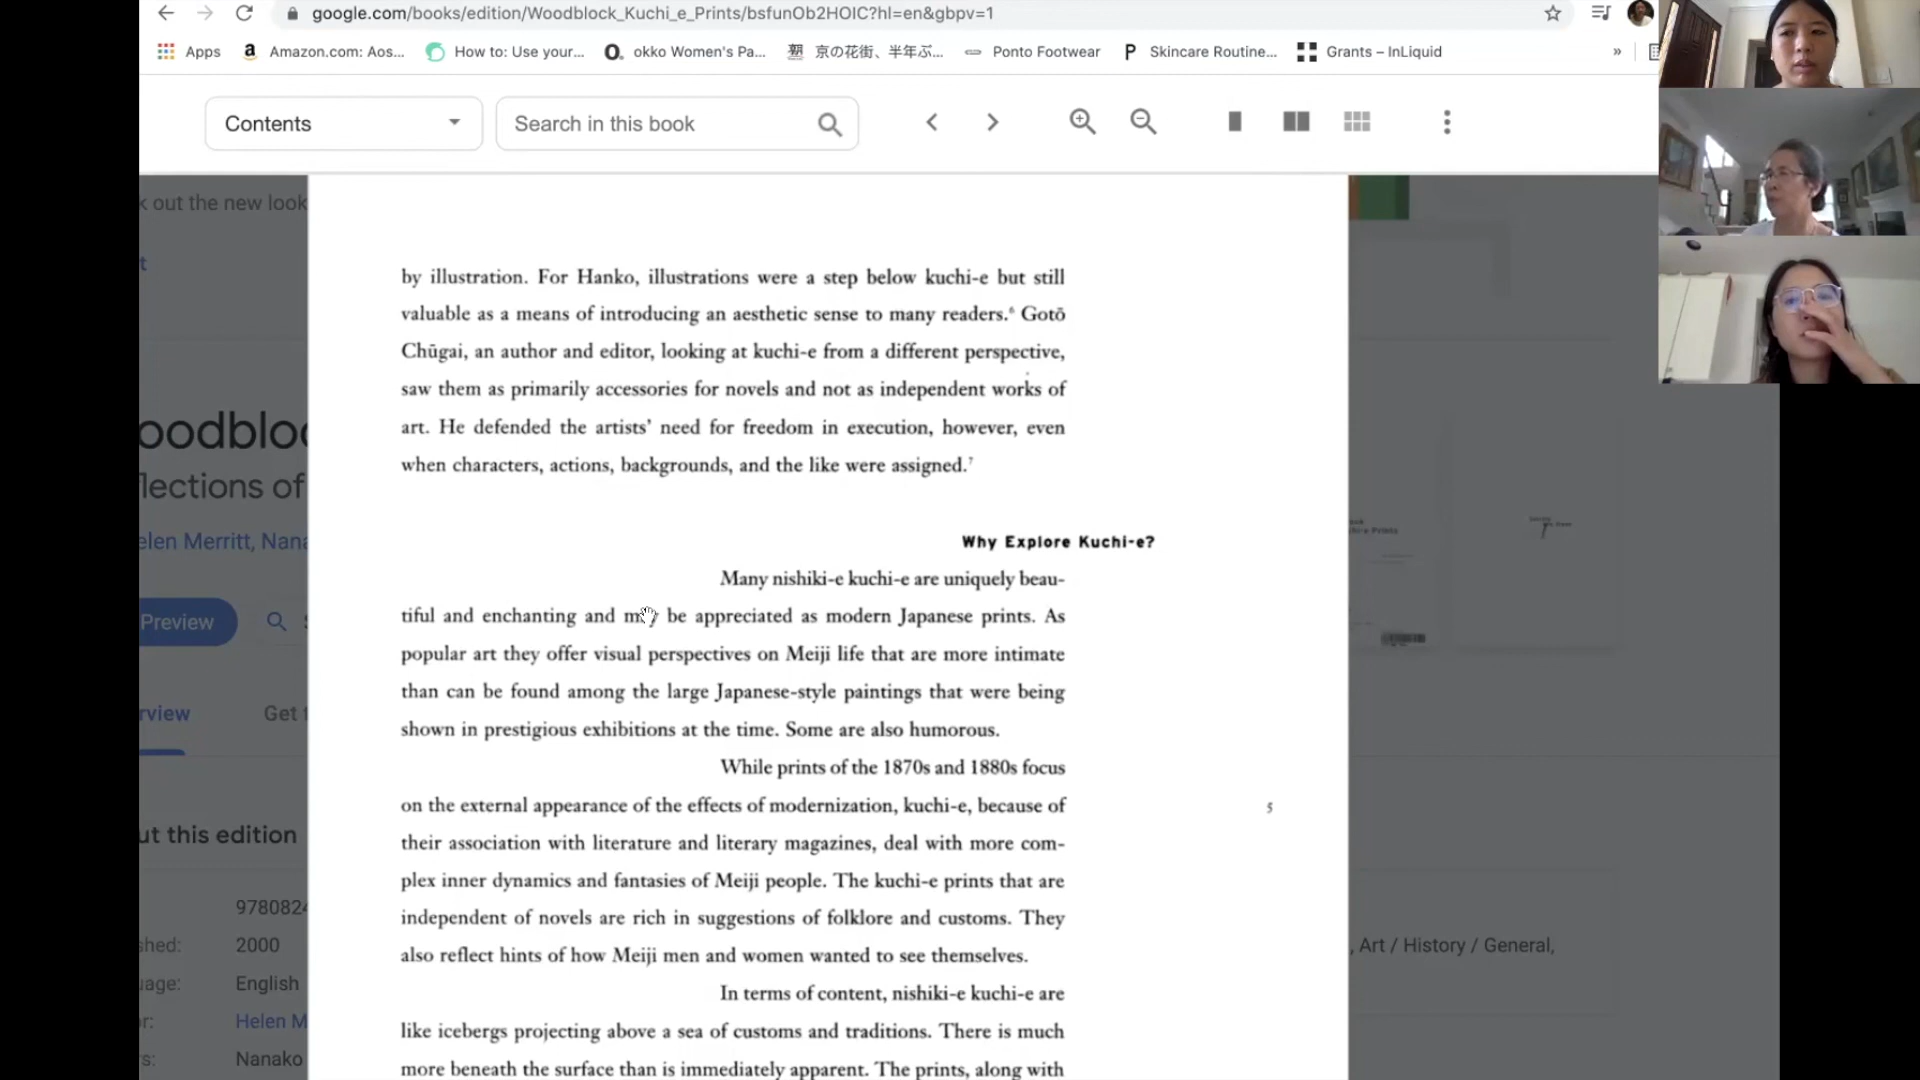 google.com/books/edition/Woodblock_Kuchi_e_Prints/bsfunOb2HOIC?hl=en&gbpv=1
Apps
Amazon.com: Aos...
How to: Use your...
okko Women's Pa...
京の花街、半年ぶ...
Ponto Footwear
Skincare Routine...
Grants – InLiquid
»
Contents
Search in this book
k out the new look
by illustration. For Hanko, illustrations were a step below kuchi-e but still
valuable as a means of introducing an aesthetic sense to many readers.⁶ Gotō
Chūgai, an author and editor, looking at kuchi-e from a different perspective,
saw them as primarily accessories for novels and not as independent works of
art. He defended the artists' need for freedom in execution, however, even
when characters, actions, backgrounds, and the like were assigned.⁷
Why Explore Kuchi-e?
Many nishiki-e kuchi-e are uniquely beau-
tiful and enchanting and may be appreciated as modern Japanese prints. As
popular art they offer visual perspectives on Meiji life that are more intimate
than can be found among the large Japanese-style paintings that were being
shown in prestigious exhibitions at the time. Some are also humorous.
While prints of the 1870s and 1880s focus
on the external appearance of the effects of modernization, kuchi-e, because of
5
their association with literature and literary magazines, deal with more com-
plex inner dynamics and fantasies of Meiji people. The kuchi-e prints that are
independent of novels are rich in suggestions of folklore and customs. They
also reflect hints of how Meiji men and women wanted to see themselves.
In terms of content, nishiki-e kuchi-e are
like icebergs projecting above a sea of customs and traditions. There is much
more beneath the surface than is immediately apparent. The prints, along with
t
oodbloc
lections of
elen Merritt, Nana
Preview
rview
Get
ut this edition
978082
shed:
2000
uage:
English
r:
Helen M
s:
Nanako
, Art / History / General,